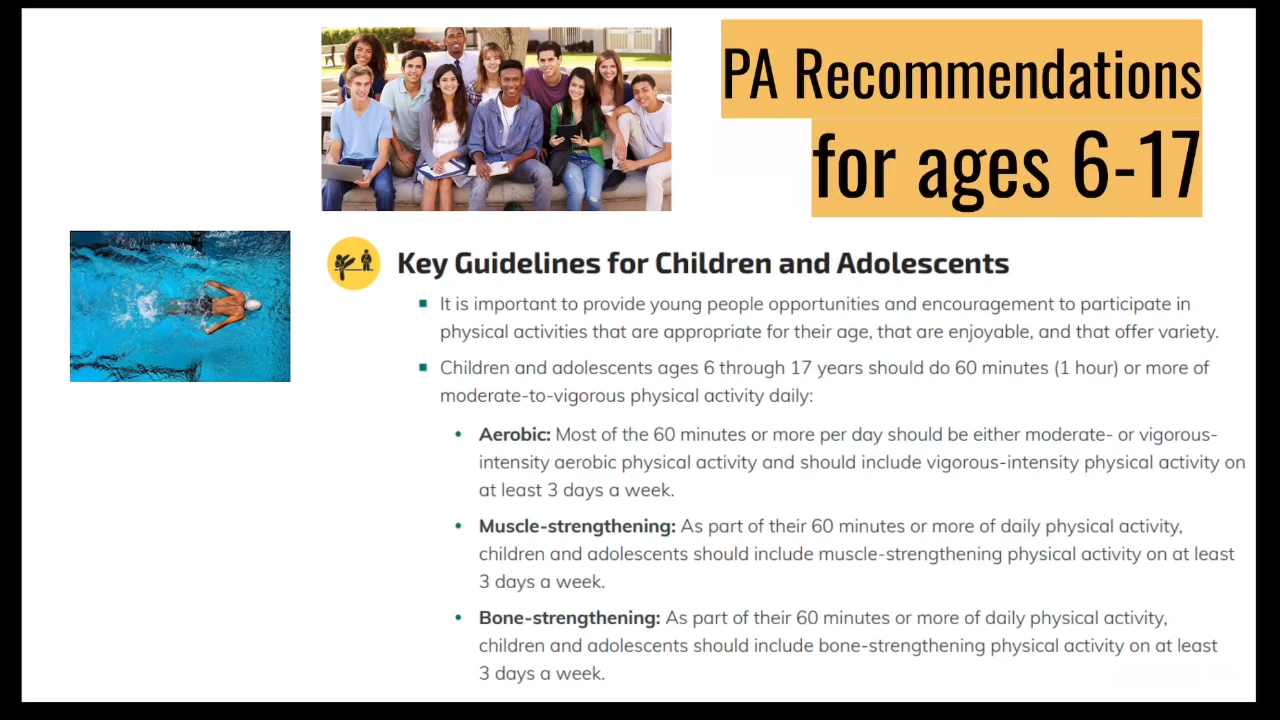 PA Recommendations
for ages 6-17
Key Guidelines for Children and Adolescents
It is important to provide young people opportunities and encouragement to participate in
physical activities that are appropriate for their age, that are enjoyable, and that offer variety.
Children and adolescents ages 6 through 17 years should do 60 minutes (1 hour) or more of
moderate-to-vigorous physical activity daily:
Aerobic: Most of the 60 minutes or more per day should be either moderate- or vigorous-
intensity aerobic physical activity and should include vigorous-intensity physical activity on
at least 3 days a week.
Muscle-strengthening: As part of their 60 minutes or more of daily physical activity,
children and adolescents should include muscle-strengthening physical activity on at least
3 days a week.
Bone-strengthening: As part of their 60 minutes or more of daily physical activity,
children and adolescents should include bone-strengthening physical activity on at least
3 days a week.